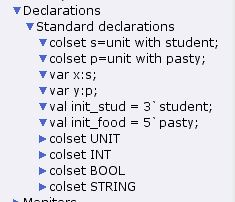 Declarations
Standard declarations
colset s=unit with student;
colset p=unit with pasty;
var x:s;
var y:p;
val init_stud = 3`student;
val init_food = 5`pasty;
colset UNIT
colset INT
colset BOOL
colset STRING
Monitors